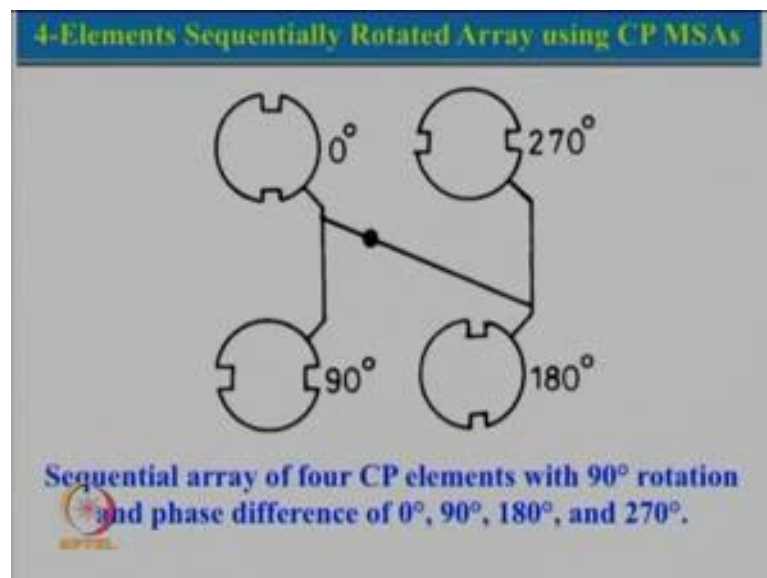 4-Elements Sequentially Rotated Array using CP MSAs
0° 270°
90° 180°
Sequential array of four CP elements with 90° rotation
and phase difference of 0°, 90°, 180°, and 270°.
NPTEL